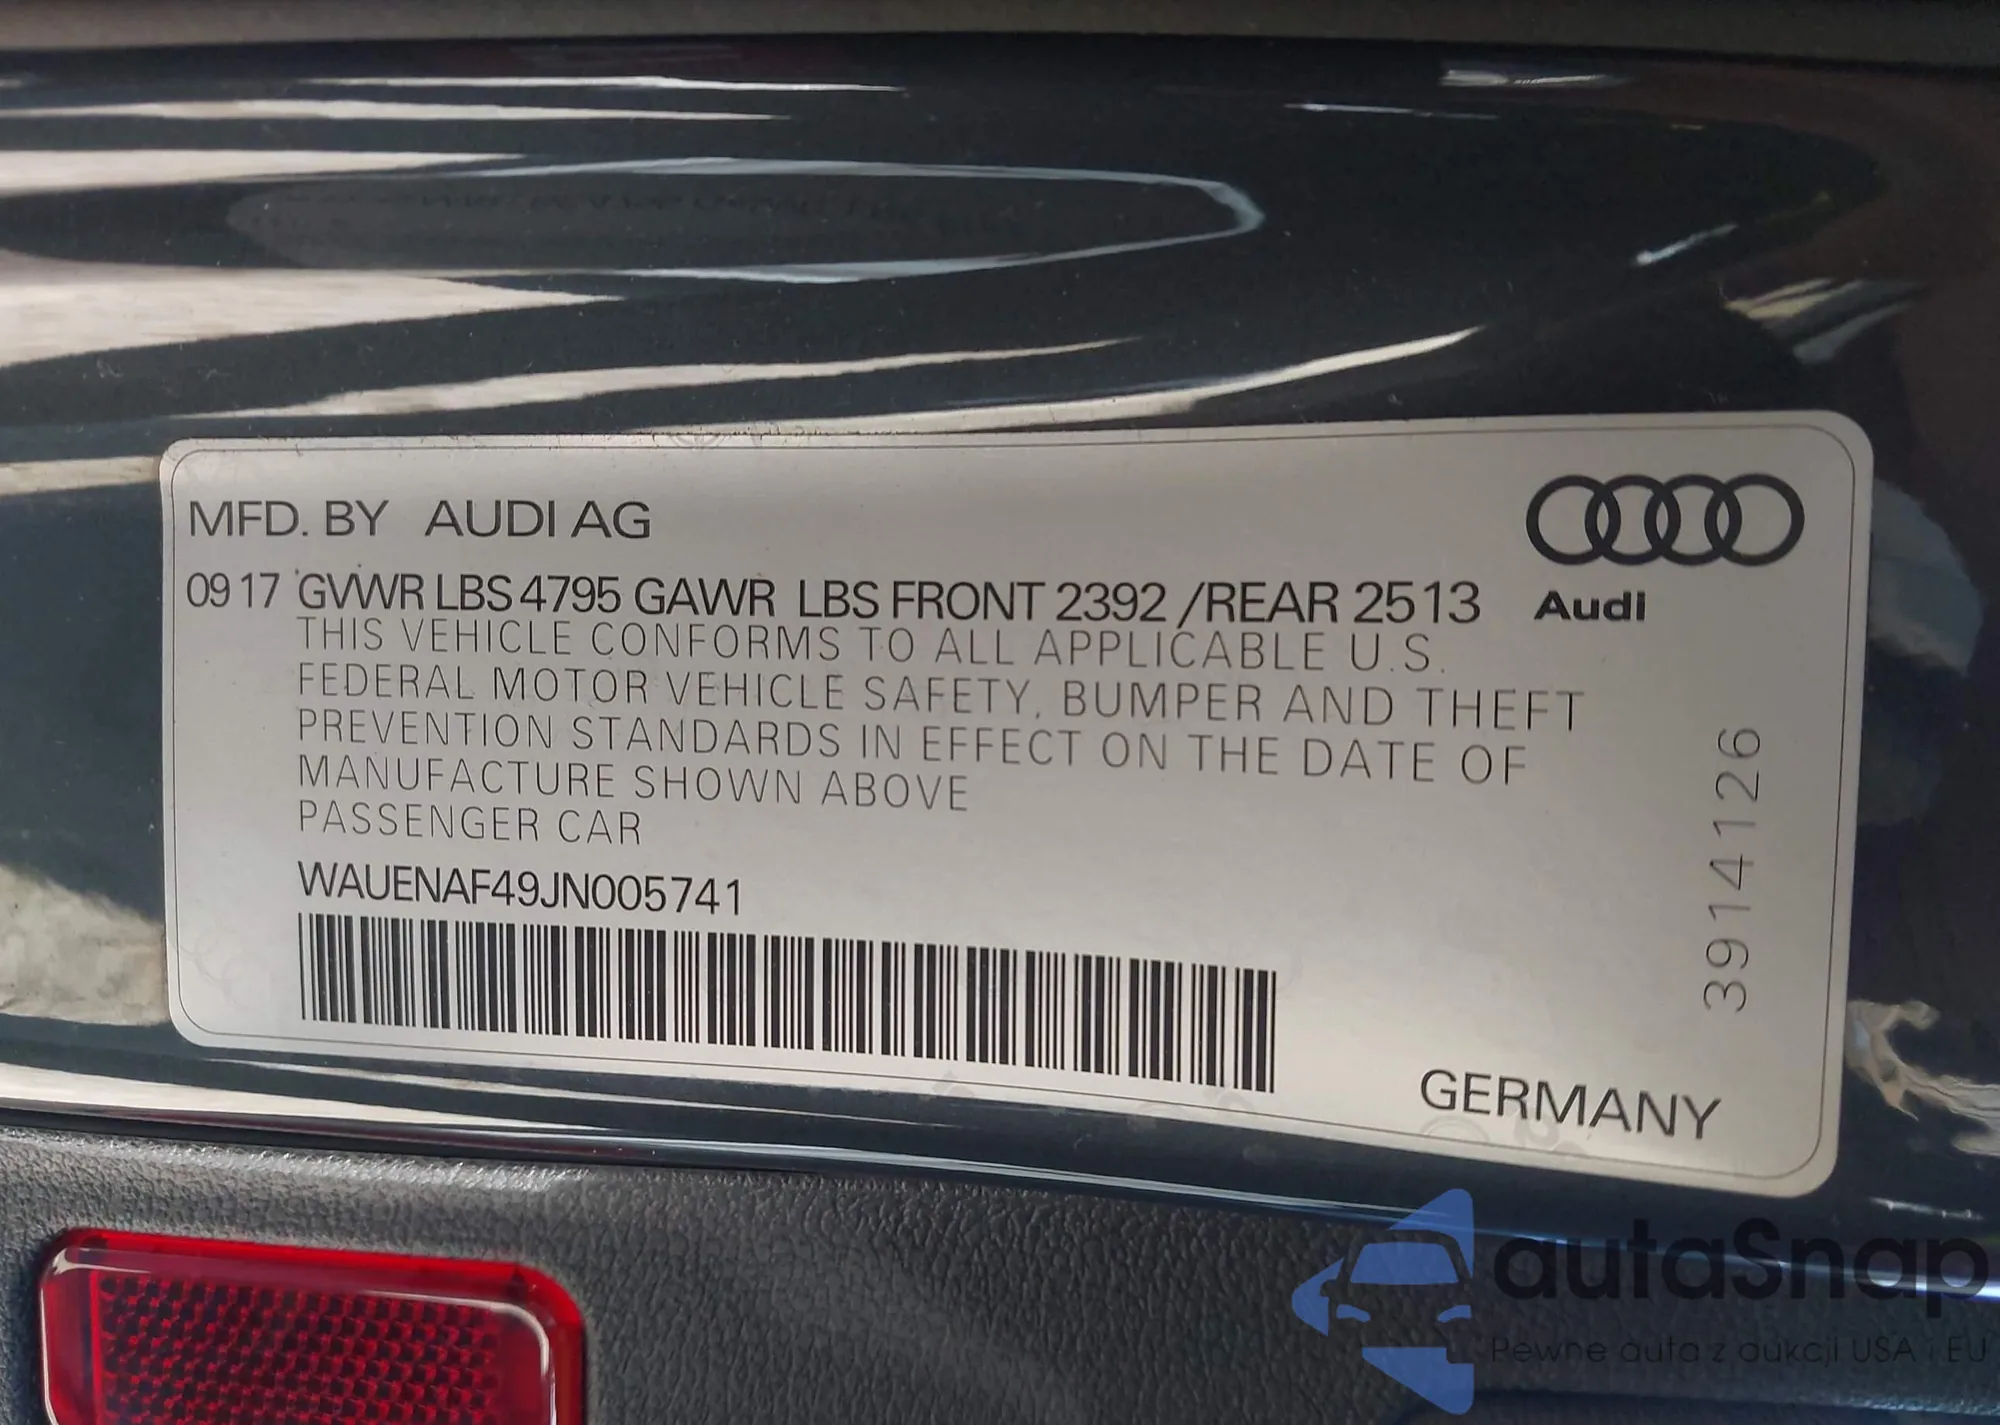 MFD. BY AUDI AG
09 17 GVWR LBS 4795 GAWR LBS FRONT 2392 /REAR 2513
Audi
THIS VEHICLE CONFORMS TO ALL APPLICABLE U.S.
FEDERAL MOTOR VEHICLE SAFETY, BUMPER AND THEFT
PREVENTION STANDARDS IN EFFECT ON THE DATE OF
MANUFACTURE SHOWN ABOVE
PASSENGER CAR
WAUENAF49JN005741
3914126
GERMANY
autaSnap
Pewne auta z aukcji USA i EU